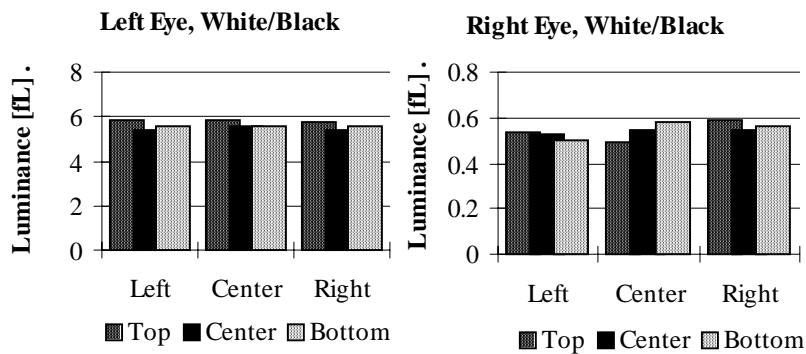 Left Eye, White/Black
Luminance [fL] .
8
6
4
2
0
Left Center Right
Top Center Bottom
Right Eye, White/Black
Luminance [fL] .
0.8
0.6
0.4
0.2
0
Left Center Right
Top Center Bottom